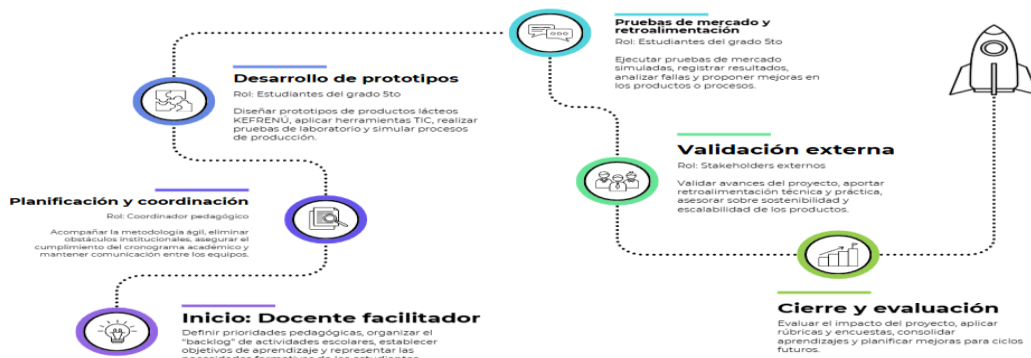 Pruebas de mercado y
retroalimentación
Rol: Estudiantes del grado 5to
Ejecutar pruebas de mercado
simuladas, registrar resultados,
analizar fallas y proponer mejoras en
los productos o procesos.
Desarrollo de prototipos
Rol: Estudiantes del grado 5to
Diseñar prototipos de productos lácteos
KEFRENÚ, aplicar herramientas TIC, realizar
pruebas de laboratorio y simular procesos
de producción.
Validación externa
Rol: Stakeholders externos
Validar avances del proyecto, aportar
retroalimentación técnica y práctica,
asesorar sobre sostenibilidad y
escalabilidad de los productos.
Planificación y coordinación
Rol: Coordinador pedagógico
Acompañar la metodología ágil, eliminar
obstáculos institucionales, asegurar el
cumplimiento del cronograma académico y
mantener comunicación entre los equipos.
Inicio: Docente facilitador
Definir prioridades pedagógicas, organizar el
"backlog" de actividades escolares, establecer
objetivos de aprendizaje y representar las
necesidades formativas de los estudiantes
Cierre y evaluación
Evaluar el impacto del proyecto, aplicar
rúbricas y encuestas, consolidar
aprendizajes y planificar mejoras para ciclos
futuros.